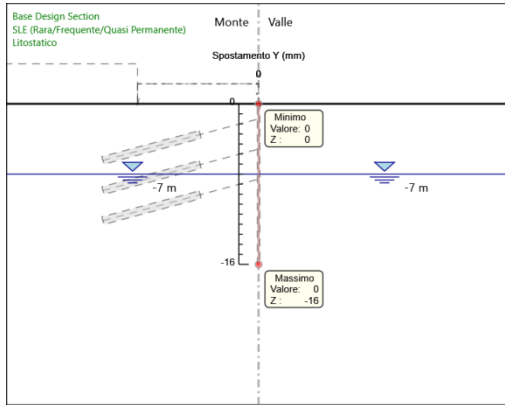 Base Design Section
SLE (Rara/Frequente/Quasi Permanente)
Litostatico
Monte Valle
Spostamento Y (mm)
0
0
Minimo
Valore: 0
Z : 0
-7 m
-7 m
-16
Massimo
Valore: 0
Z : -16